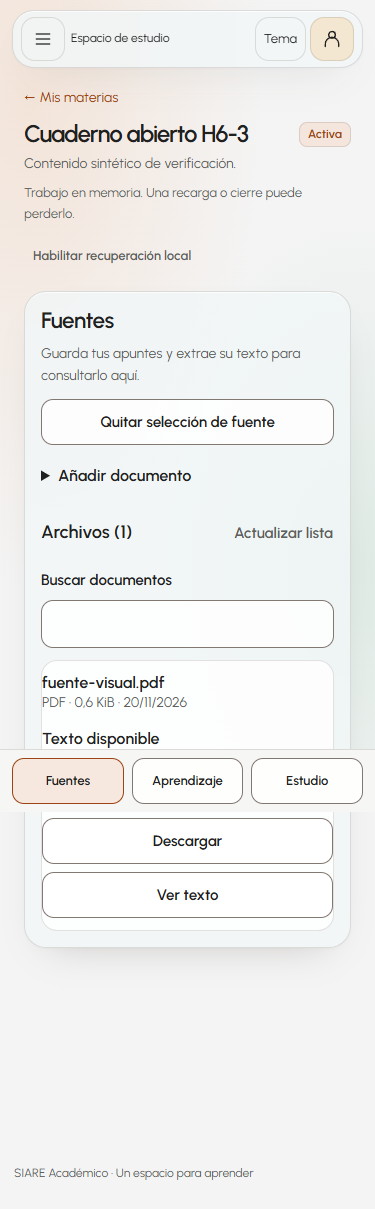 Espacio de estudio
Tema
← Mis materias
Cuaderno abierto H6-3
Activa
Contenido sintético de verificación.
Trabajo en memoria. Una recarga o cierre puede
perderlo.
Habilitar recuperación local
Fuentes
Guarda tus apuntes y extrae su texto para
consultarlo aquí.
Quitar selección de fuente
Añadir documento
Archivos (1)
Actualizar lista
Buscar documentos
fuente-visual.pdf
PDF · 0,6 KiB · 20/11/2026
Texto disponible
Fuentes
Aprendizaje
Estudio
Descargar
Ver texto
SIARE Académico · Un espacio para aprender